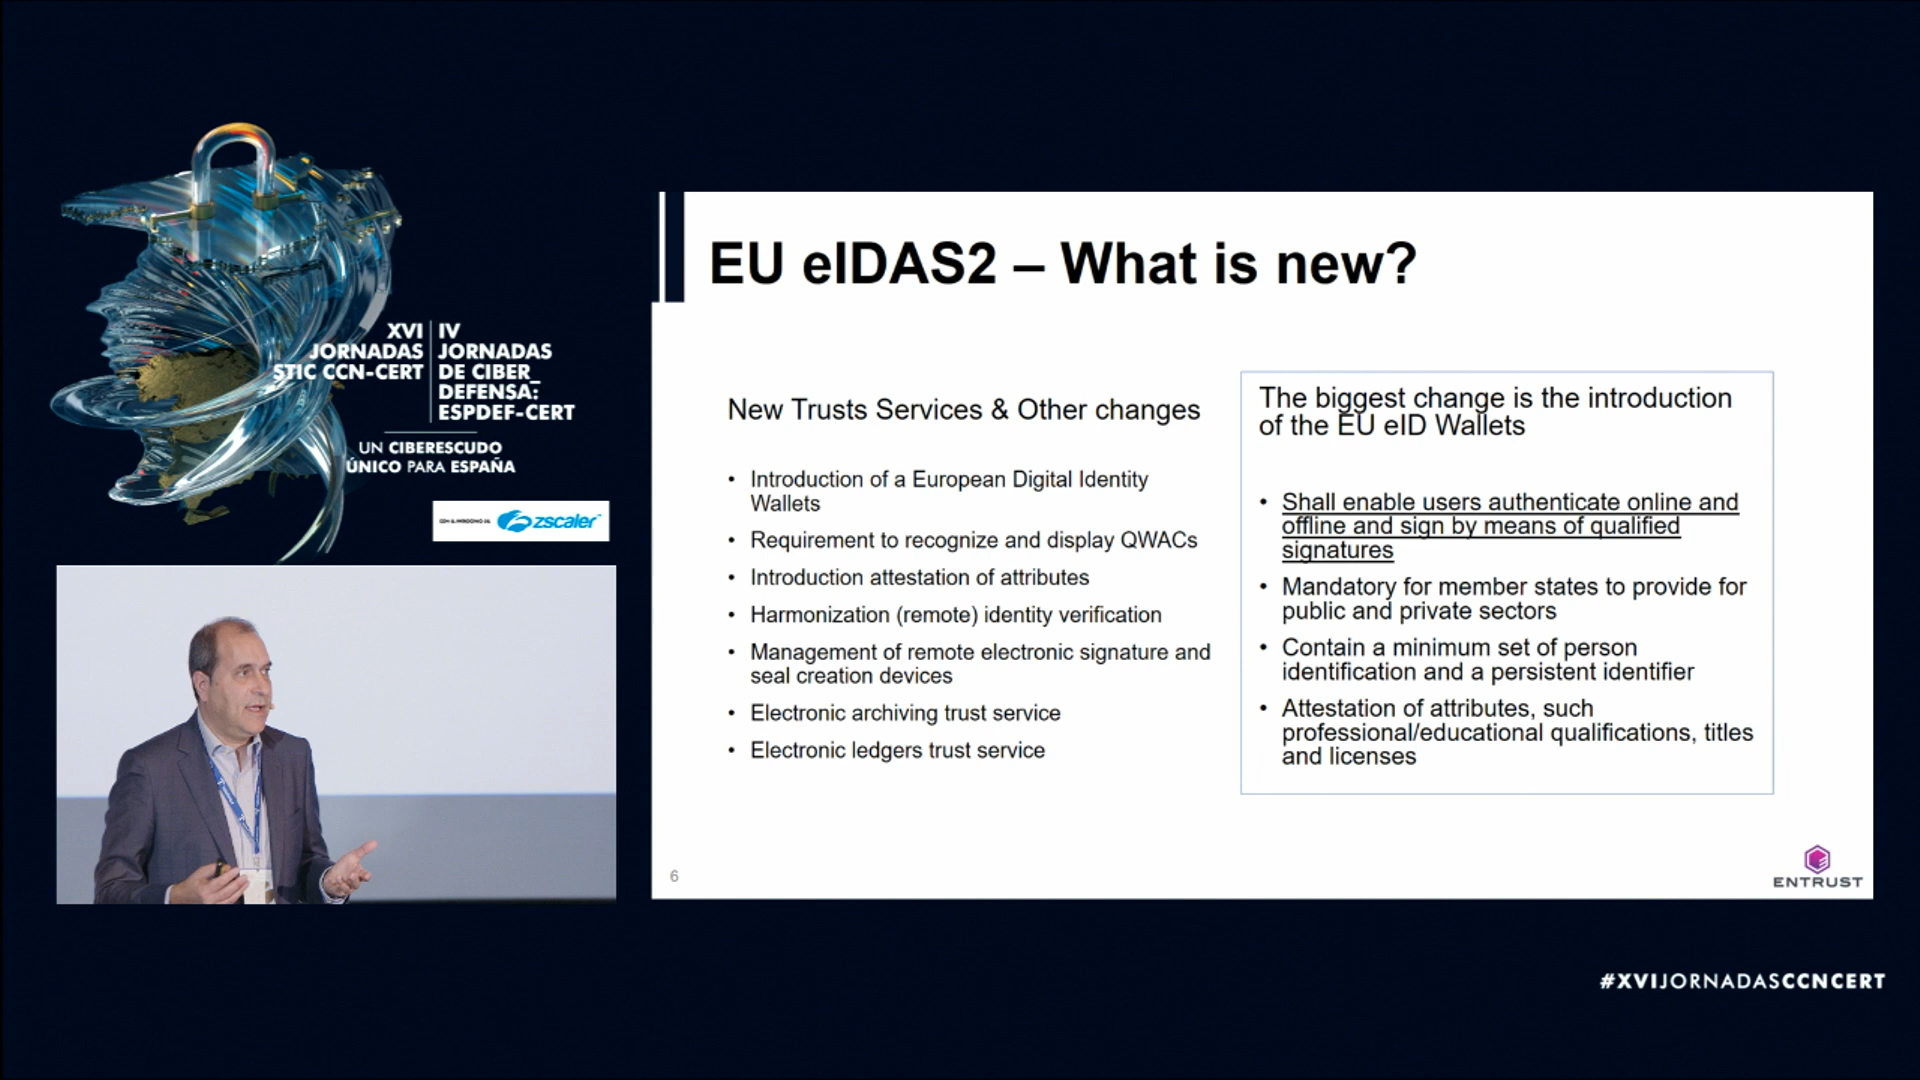 XVI
JORNADAS
STIC CCN-CERT
IV
JORNADAS
DE CIBER_
DEFENSA:
ESPDEF-CERT
UN CIBERESCUDO
ÚNICO PARA ESPAÑA
CON EL PATROCINIO DE:
zscaler
EU eIDAS2 – What is new?
New Trusts Services & Other changes
• Introduction of a European Digital Identity
Wallets
• Requirement to recognize and display QWACs
• Introduction attestation of attributes
• Harmonization (remote) identity verification
• Management of remote electronic signature and
seal creation devices
• Electronic archiving trust service
• Electronic ledgers trust service
The biggest change is the introduction
of the EU eID Wallets
• Shall enable users authenticate online and
offline and sign by means of qualified
signatures
• Mandatory for member states to provide for
public and private sectors
• Contain a minimum set of person
identification and a persistent identifier
• Attestation of attributes, such
professional/educational qualifications, titles
and licenses
6
ENTRUST
#XVIJORNADASCCNCERT